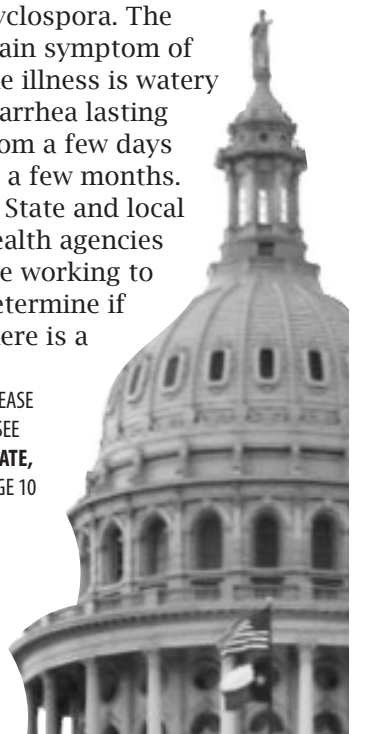 yclospora. The
ain symptom of
e illness is watery
arrhea lasting
om a few days
a few months.
State and local
ealth agencies
e working to
etermine if
ere is a
EASE
SEE
ATE,
GE 10